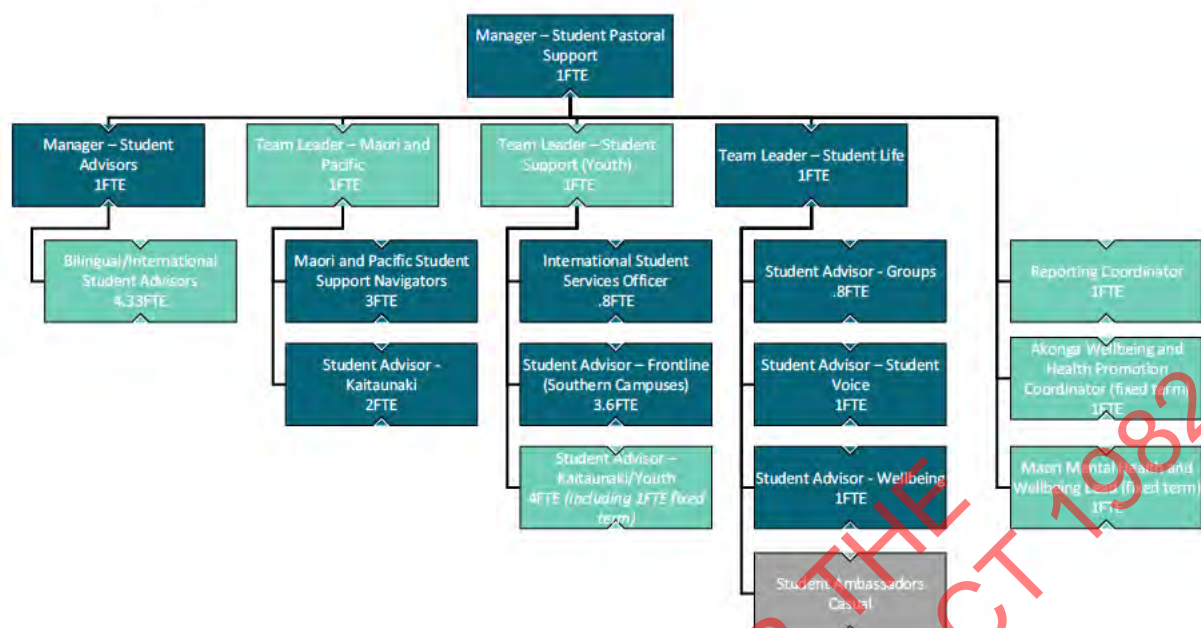 Manager – Student Pastoral
Support
1FTE
Manager – Student
Advisors
1FTE
Team Leader – Maori and
Pacific
1FTE
Team Leader – Student
Support (Youth)
1FTE
Team Leader – Student Life
1FTE
Bilingual/International
Student Advisors
4.33FTE
Maori and Pacific Student
Support Navigators
3FTE
International Student
Services Officer
.8FTE
Student Advisor - Groups
.8FTE
Reporting Coordinator
1FTE
Student Advisor -
Kaitaunaki
2FTE
Student Advisor – Frontline
(Southern Campuses)
3.6FTE
Student Advisor – Student
Voice
1FTE
Akonga Wellbeing and
Health Promotion
Coordinator (fixed term)
1FTE
Student Advisor –
Kaitaunaki/Youth
4FTE (including 1FTE fixed
term)
Student Advisor - Wellbeing
1FTE
Maori Mental Health and
Wellbeing Lead (fixed term)
1FTE
Student Ambassadors
Casual
THE
CT 1982